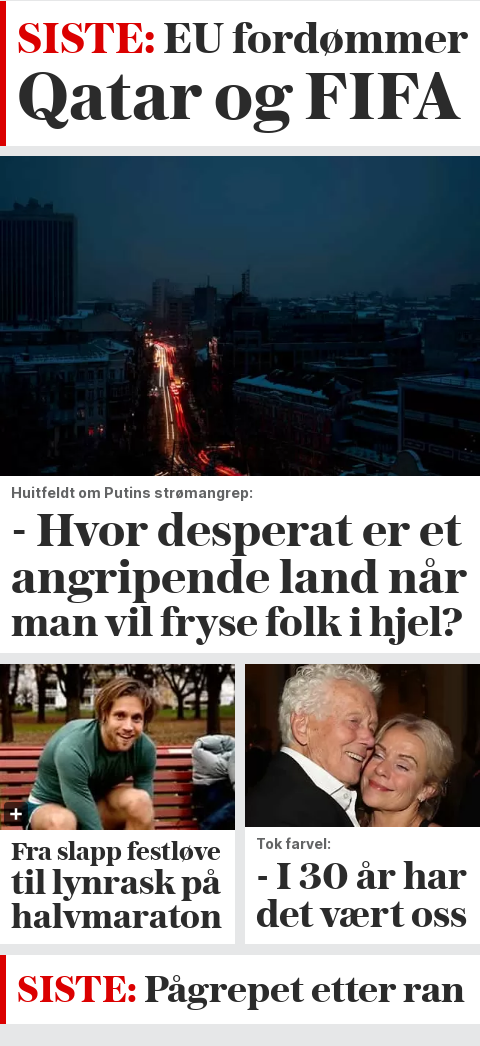 SISTE: EU fordømmer
Qatar og FIFA
Huitfeldt om Putins strømangrep:
- Hvor desperat er et
angripende land når
man vil fryse folk i hjel?
Fra slapp festløve
til lynrask på
halvmaraton
Tok farvel:
- I 30 år har
det vært oss
SISTE: Pågrepet etter ran